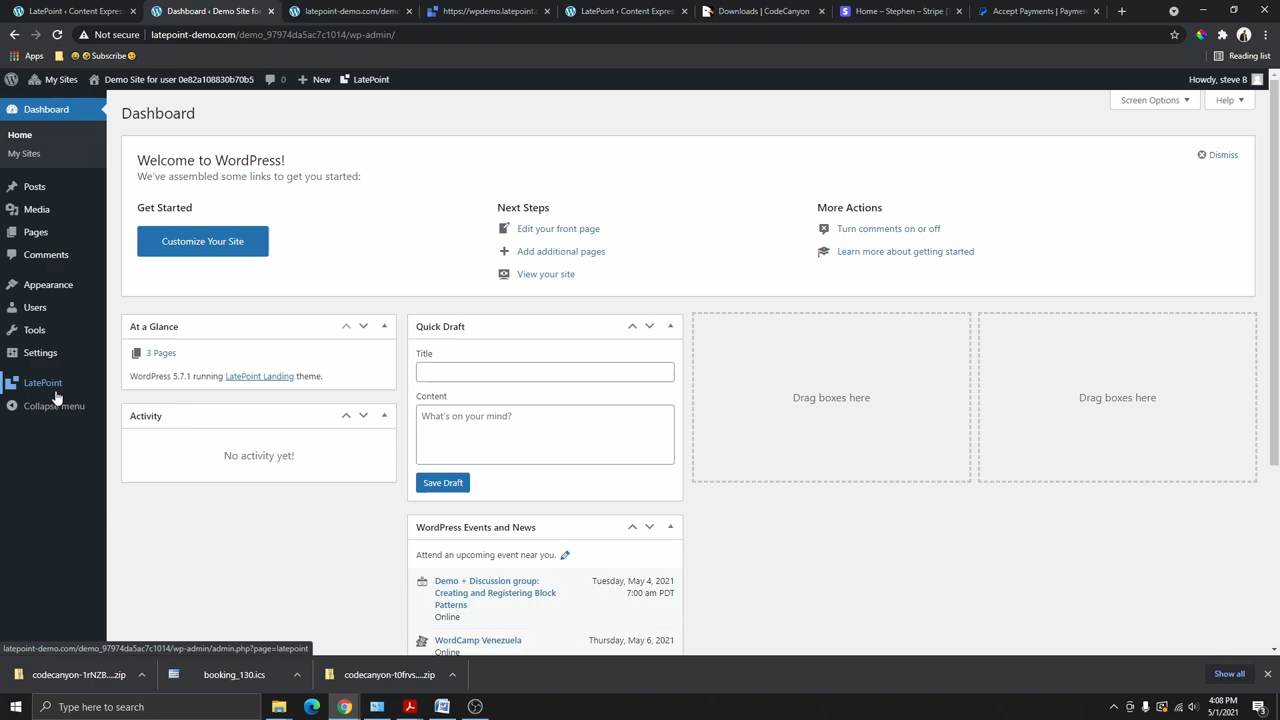 LatePoint • Content Expre
Dashboard ‹ Demo Site for
latepoint-demo.com/demo_
https://wpdemo.latepoint.c
LatePoint • Content Expre
Downloads | CodeCanyon
Home – Stephen – Stripe
Accept Payments | Paymen
Not secure | latepoint-demo.com/demo_97974da5ac7c1014/wp-admin/
Apps
Subscribe
Reading list
My Sites
Demo Site for user 0e82a108830b70b5
0
New
LatePoint
Howdy, steve B
Dashboard
Home
My Sites
Posts
Media
Pages
Comments
Appearance
Users
Tools
Settings
LatePoint
Collapse menu
Dashboard
Screen Options
Help
Welcome to WordPress!
We've assembled some links to get you started:
Dismiss
Get Started
Customize Your Site
Next Steps
Edit your front page
Add additional pages
View your site
More Actions
Turn comments on or off
Learn more about getting started
At a Glance
3 Pages
WordPress 5.7.1 running LatePoint Landing theme.
Activity
No activity yet!
Quick Draft
Title
Content
What's on your mind?
Save Draft
WordPress Events and News
Attend an upcoming event near you.
Demo + Discussion group:
Creating and Registering Block
Patterns
Online
Tuesday, May 4, 2021
7:00 am PDT
WordCamp Venezuela
Online
Thursday, May 6, 2021
Drag boxes here
Drag boxes here
latepoint-demo.com/demo_97974da5ac7c1014/wp-admin/admin.php?page=latepoint
codecanyon-1rNZB....zip
booking_130.ics
codecanyon-t0frvs....zip
Show all
Type here to search
4:08 PM
5/1/2021
3